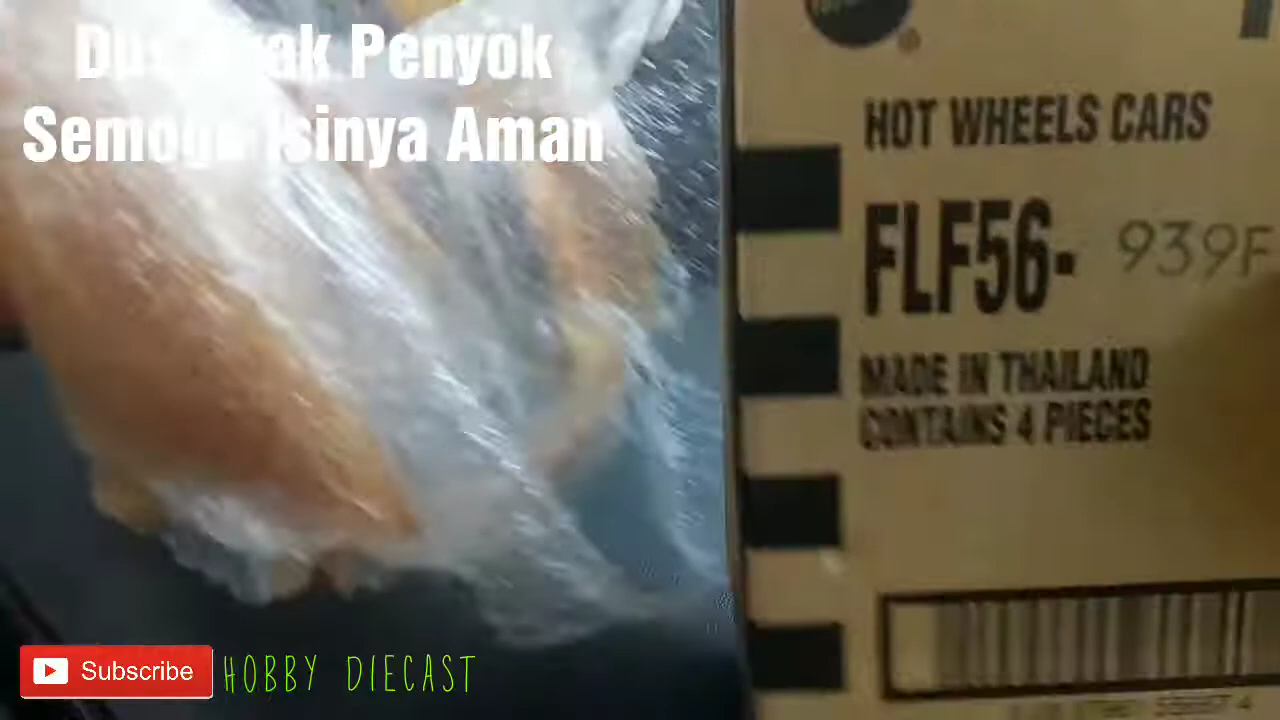 Penyok
Isinya Aman
HOT WHEELS CARS
FLF56- 939F
MADE IN THAILAND
CONTAINS 4 PIECES
Subscribe
HOBBY DIECAST